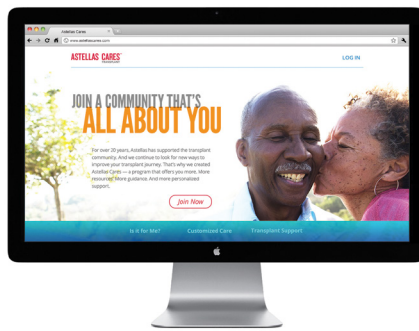 Astellas Cares
www.astellascares.com
ASTELLAS CARES
TRANSPLANT
LOG IN
JOIN A COMMUNITY THAT'S
ALL ABOUT YOU
For over 20 years, Astellas has supported the transplant
community. And we continue to look for new ways to
improve your transplant journey. That's why we created
Astellas Cares — a program that offers you more. More
resources. More guidance. And more personalized
support.
Join Now
Is it for Me? Customized Care Transplant Support